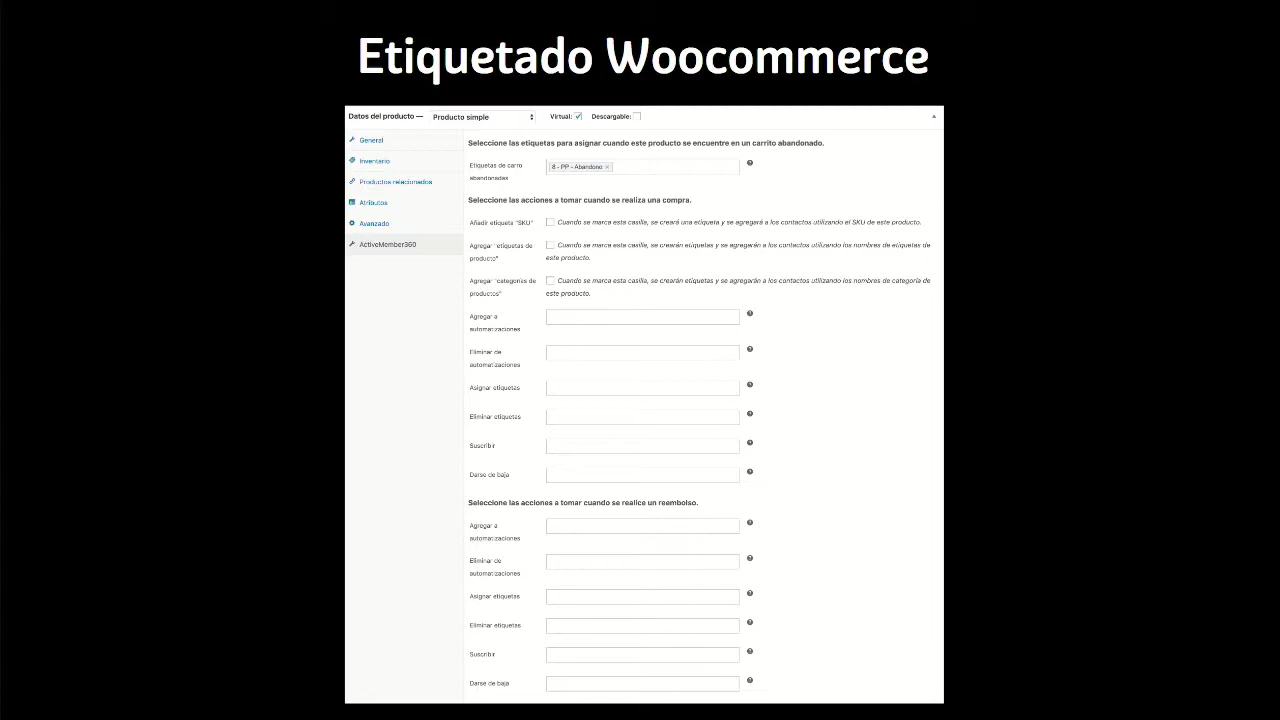 Etiquetado Woocommerce
Datos del producto — Producto simple Virtual: Descargable:
General
Inventario
Productos relacionados
Atributos
Avanzado
ActiveMember360
Seleccione las etiquetas para asignar cuando este producto se encuentre en un carrito abandonado.
Etiquetas de carro
abandonadas
8 - PP - Abandono ×
Seleccione las acciones a tomar cuando se realiza una compra.
Añadir etiqueta "SKU"
Cuando se marca esta casilla, se creará una etiqueta y se agregará a los contactos utilizando el SKU de este producto.
Agregar "etiquetas de
producto"
Cuando se marca esta casilla, se crearán etiquetas y se agregarán a los contactos utilizando los nombres de etiquetas de
este producto.
Agregar "categorías de
productos"
Cuando se marca esta casilla, se crearán etiquetas y se agregarán a los contactos utilizando los nombres de categoría de
este producto.
Agregar a
automatizaciones
Eliminar de
automatizaciones
Asignar etiquetas
Eliminar etiquetas
Suscribir
Darse de baja
Seleccione las acciones a tomar cuando se realice un reembolso.
Agregar a
automatizaciones
Eliminar de
automatizaciones
Asignar etiquetas
Eliminar etiquetas
Suscribir
Darse de baja